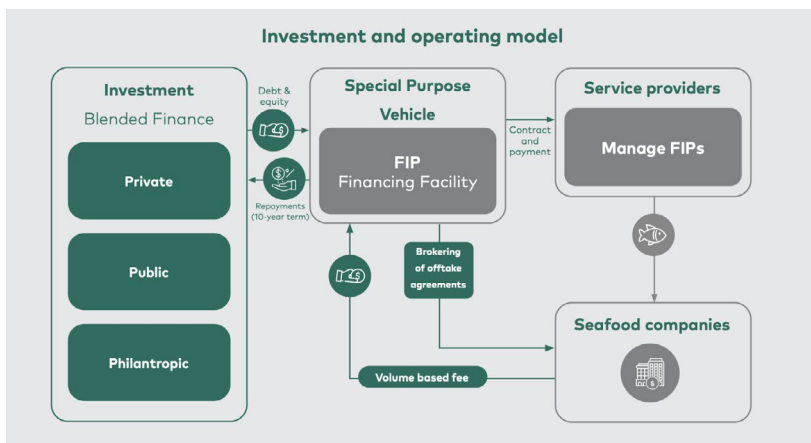 Investment and operating model
Investment
Blended Finance
Private
Public
Philantropic
Debt &
equity
Repayments
(10-year term)
Special Purpose
Vehicle
FIP
Financing Facility
Contract
and
payment
Service providers
Manage FIPs
Brokering
of offtake
agreements
Volume based fee
Seafood companies